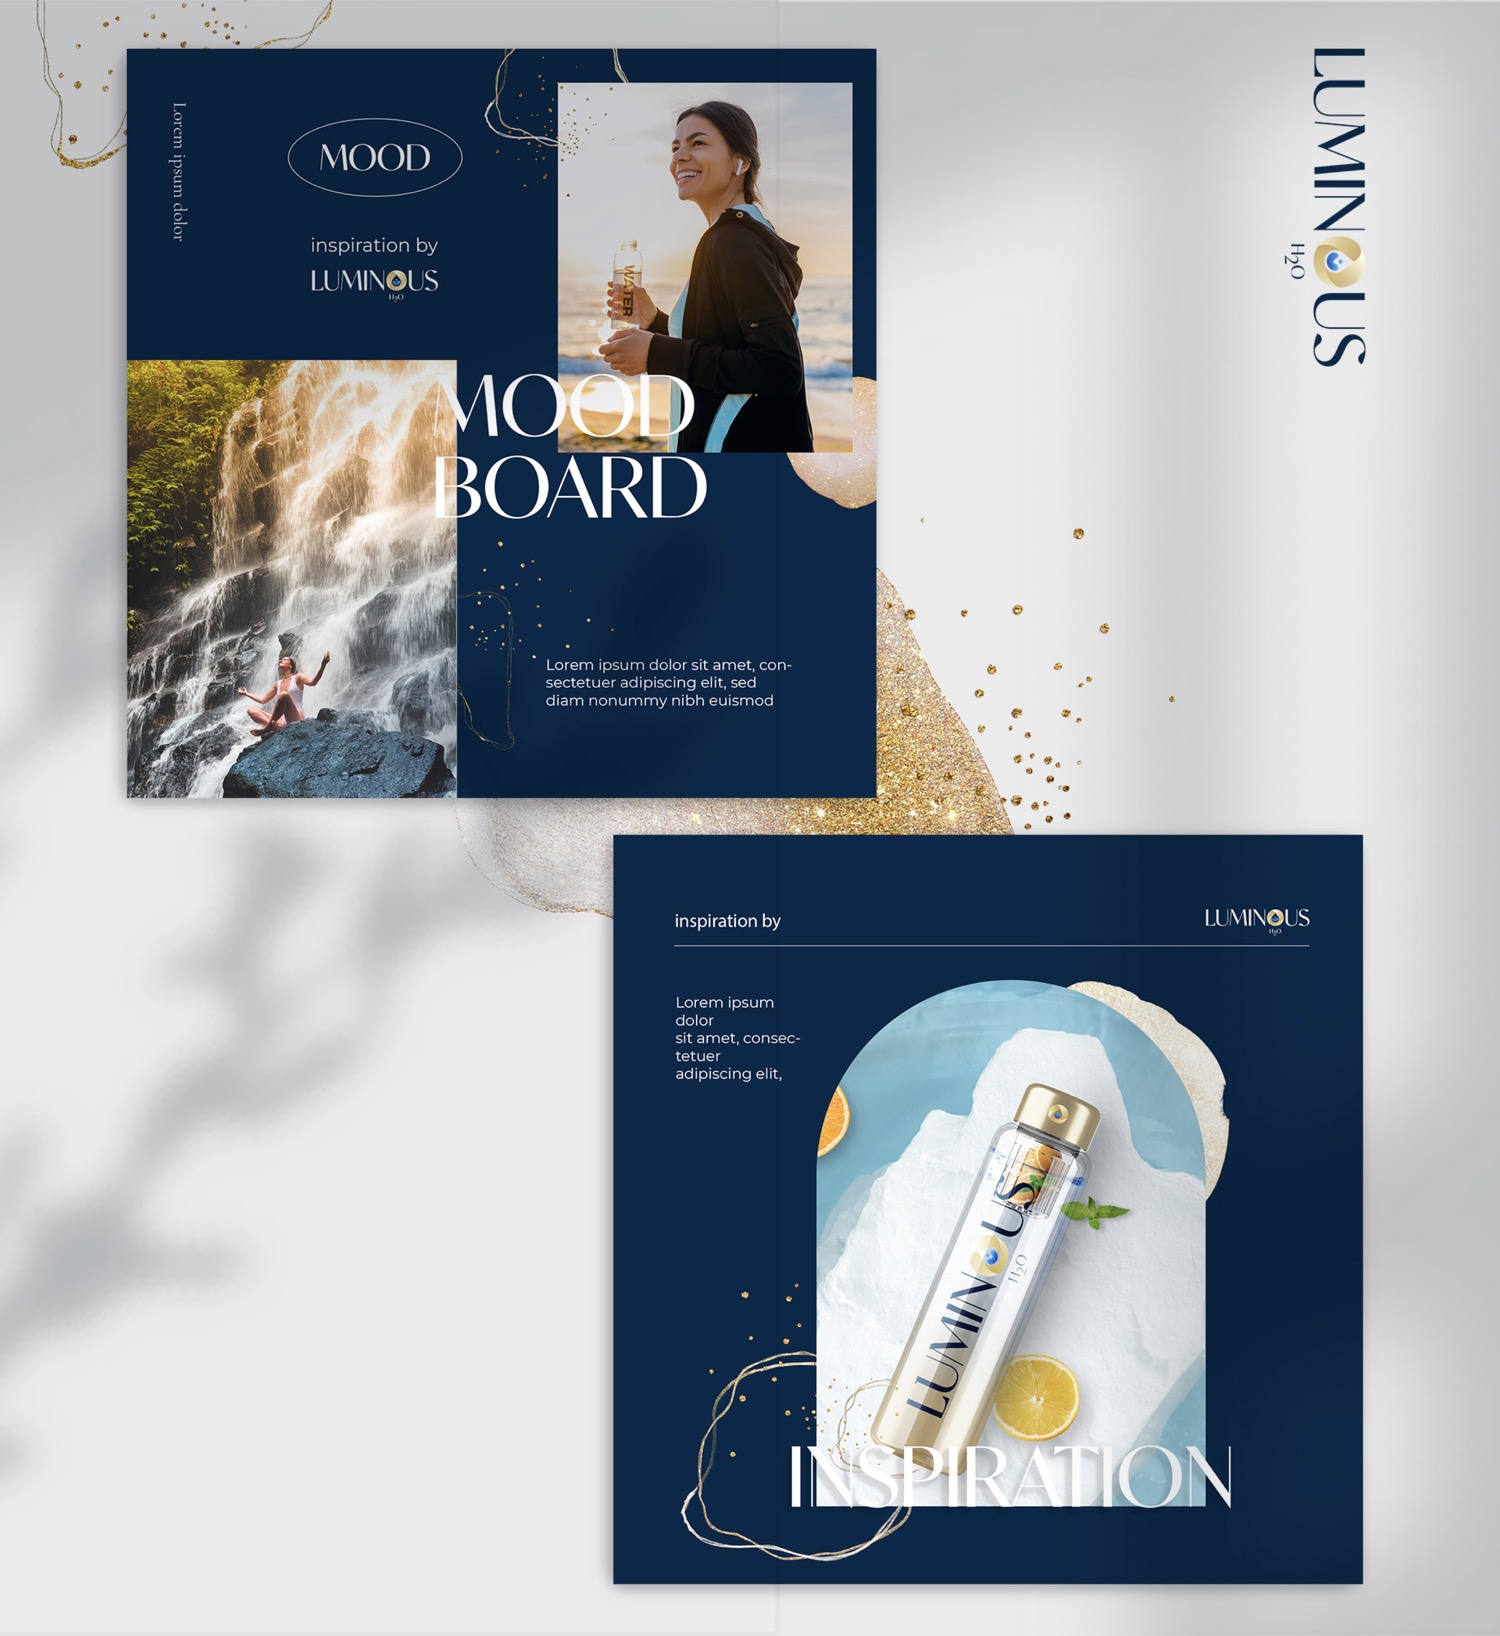 Lorem ipsum dolor
MOOD
inspiration by
LUMINOUS
H2O
WATER
MOOD
BOARD
Lorem ipsum dolor sit amet, con-
sectetuer adipiscing elit, sed
diam nonummy nibh euismod
LUMINOUS
H2O
inspiration by
LUMINOUS
H2O
Lorem ipsum
dolor
sit amet, consec-
tetuer
adipiscing elit,
LUMINOUS
H2O
INSPIRATION